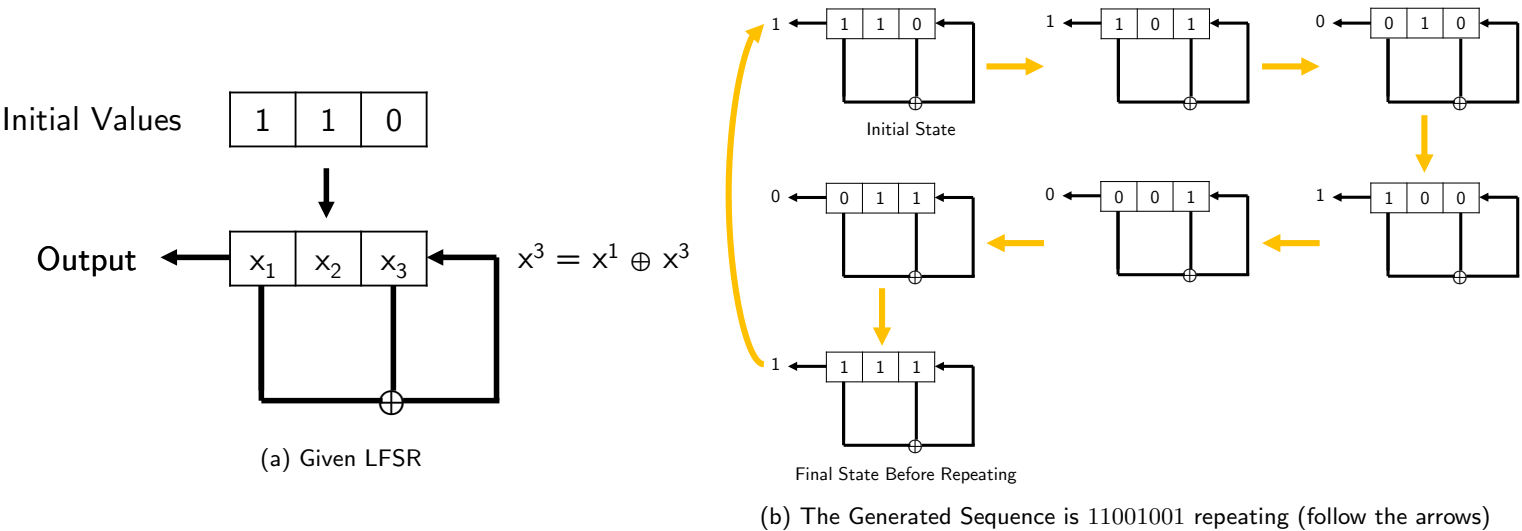 Initial Values
1 1 0
Output
x₁ x₂ x₃
x³ = x¹ ⊕ x³
⊕
(a) Given LFSR
1
1 1 0
⊕
Initial State
1
1 0 1
⊕
0
0 1 0
⊕
1
1 0 0
⊕
0
0 0 1
⊕
0
0 1 1
⊕
1
1 1 1
⊕
Final State Before Repeating
(b) The Generated Sequence is 11001001 repeating (follow the arrows)